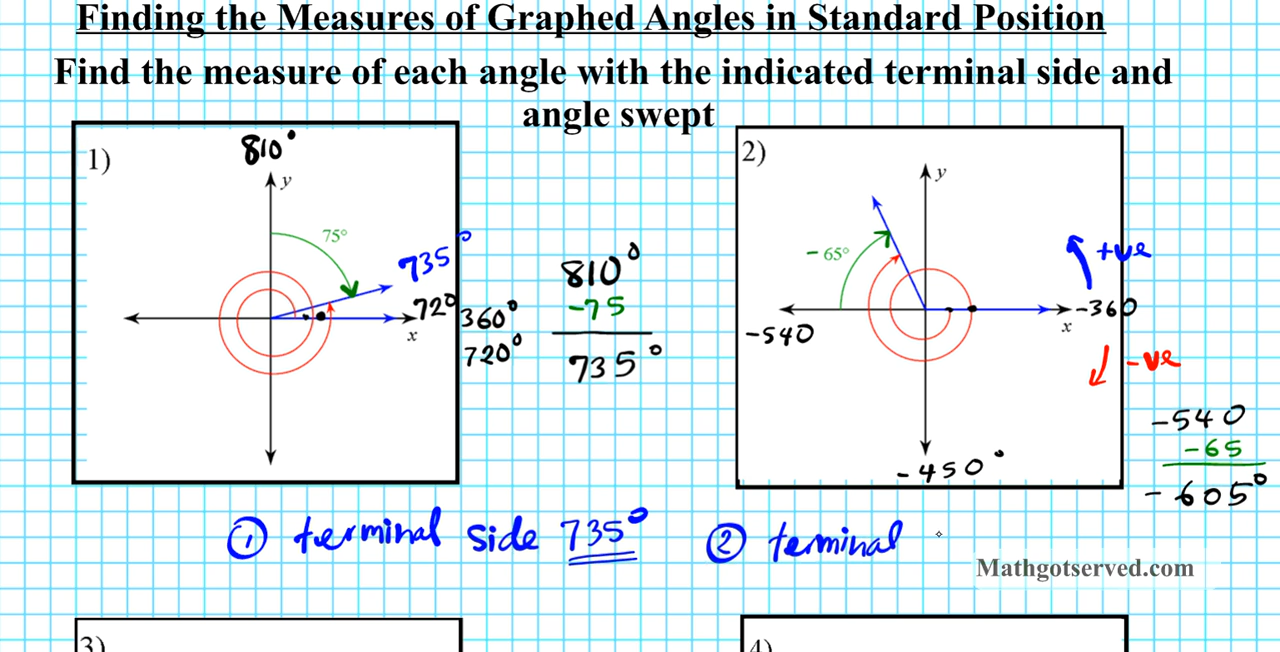 Finding the Measures of Graphed Angles in Standard Position
Find the measure of each angle with the indicated terminal side and
angle swept
1)
810°
y
75°
735°
720
x
360°
720°
810°
-75
735°
2)
y
- 65°
+ve
-360
x
-540
-ve
-450°
-540
-65
-605°
① terminal side 735°
② terminal
Mathgotserved.com
3)
4)